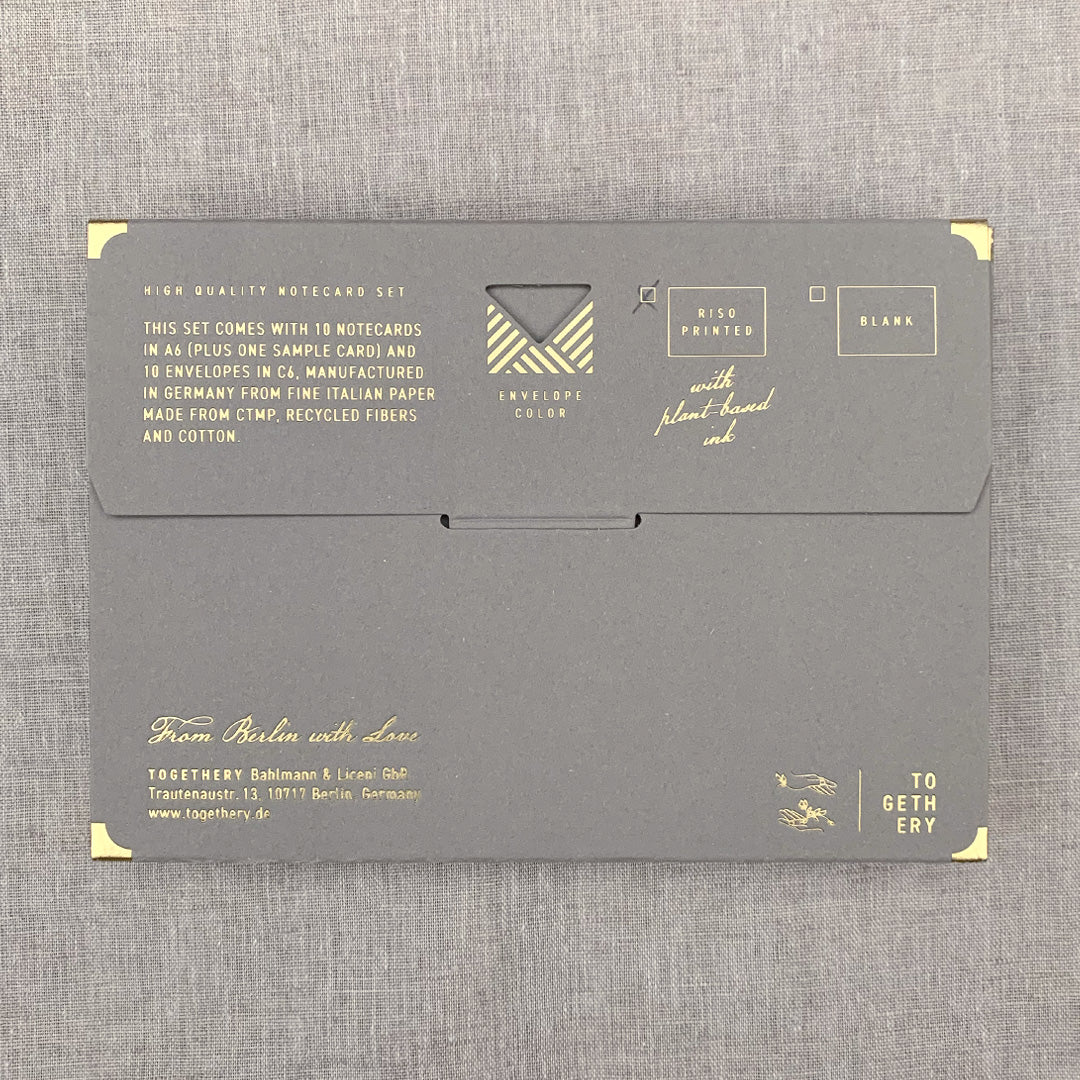 HIGH QUALITY NOTECARD SET
THIS SET COMES WITH 10 NOTECARDS
IN A6 (PLUS ONE SAMPLE CARD) AND
10 ENVELOPES IN C6, MANUFACTURED
IN GERMANY FROM FINE ITALIAN PAPER
MADE FROM CTMP, RECYCLED FIBERS
AND COTTON.
ENVELOPE
COLOR
RISO
PRINTED
with
plant-based
ink
BLANK
From Berlin with Love
TOGETHERY Bahlmann & Liceni GbR
Trautenaustr. 13, 10717 Berlin, Germany
www.togethery.de
TO
GETH
ERY